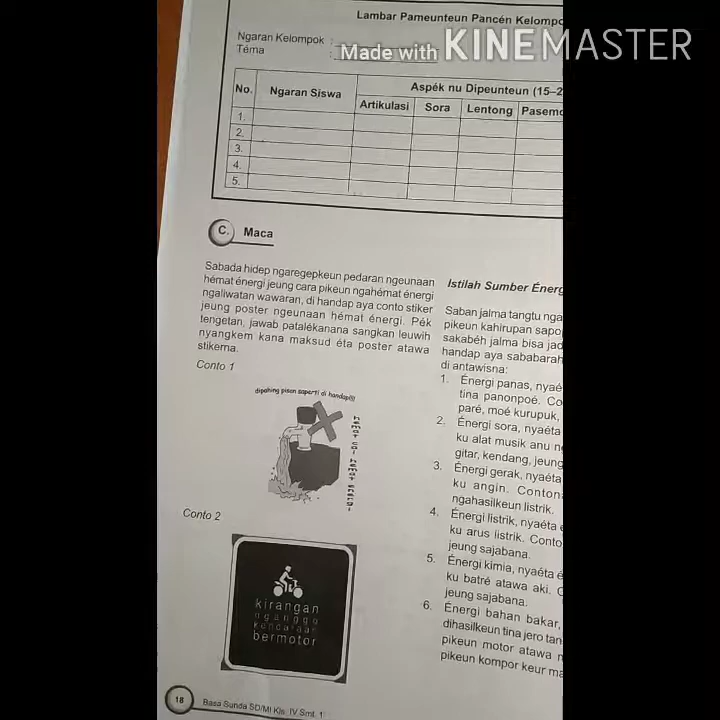 Lambar Pameunteun Pancén Kelompo
Ngaran Kelompok :
Téma :
Made with KINEMASTER
No. Ngaran Siswa Aspék nu Dipeunteun (15–2
Artikulasi Sora Lentong Pasemo
1.
2.
3.
4.
5.
C. Maca
Sabada hidep ngaregepkeun pedaran ngeunaan
hémat énergi jeung cara pikeun ngahémat énergi
ngaliwatan wawaran, di handap aya conto stiker
jeung poster ngeunaan hémat énergi. Pék
tengetan, jawab patalékanana sangkan leuwih
nyangkem kana maksud éta poster atawa
stikerna.
Conto 1
dipahing pisan saperti di handap!!!
Conto 2
kirangan
nganggo
kendaraan
bermotor
Istilah Sumber Énerg
Saban jalma tangtu nga
pikeun kahirupan sapo
sakabéh jalma bisa jad
handap aya sababarah
di antawisna:
1. Énergi panas, nyaé
tina panonpoé. Co
paré, moé kurupuk,
2. Énergi sora, nyaéta
ku alat musik anu n
gitar, kendang, jeung
3. Énergi gerak, nyaéta
ku angin. Conton
ngahasilkeun listrik.
4. Énergi listrik, nyaéta
ku arus listrik. Conto
jeung sajabana.
5. Énergi kimia, nyaéta é
ku batré atawa aki. C
jeung sajabana.
6. Énergi bahan bakar,
dihasilkeun tina jero tan
pikeun motor atawa
pikeun kompor keur ma
18 Basa Sunda SD/MI Kls. IV Smt. 1